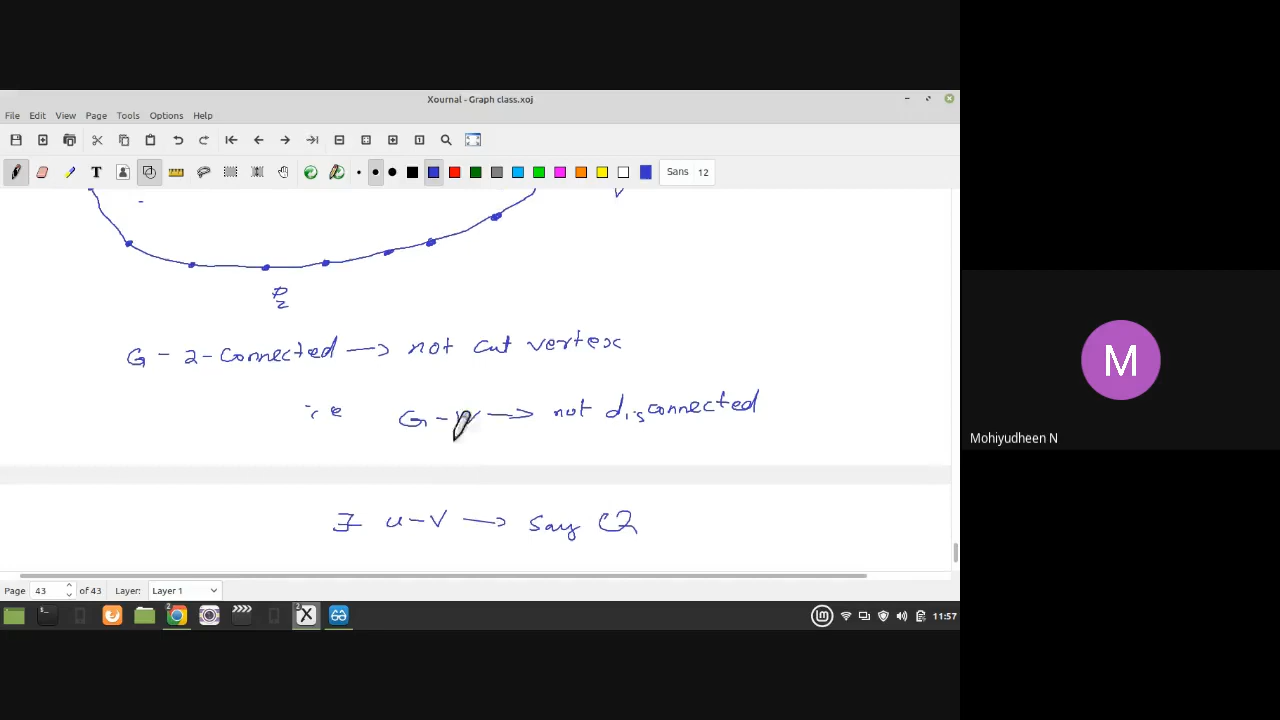 Xournal - Graph class.xoj
File Edit View Page Tools Options Help
Sans 12
V
P2
G - 2-Connected → not cut vertex
i.e G - → not disconnected
∃ u-V → say Q
Page 43 of 43 Layer: Layer 1
11:57
M
Mohiyudheen N